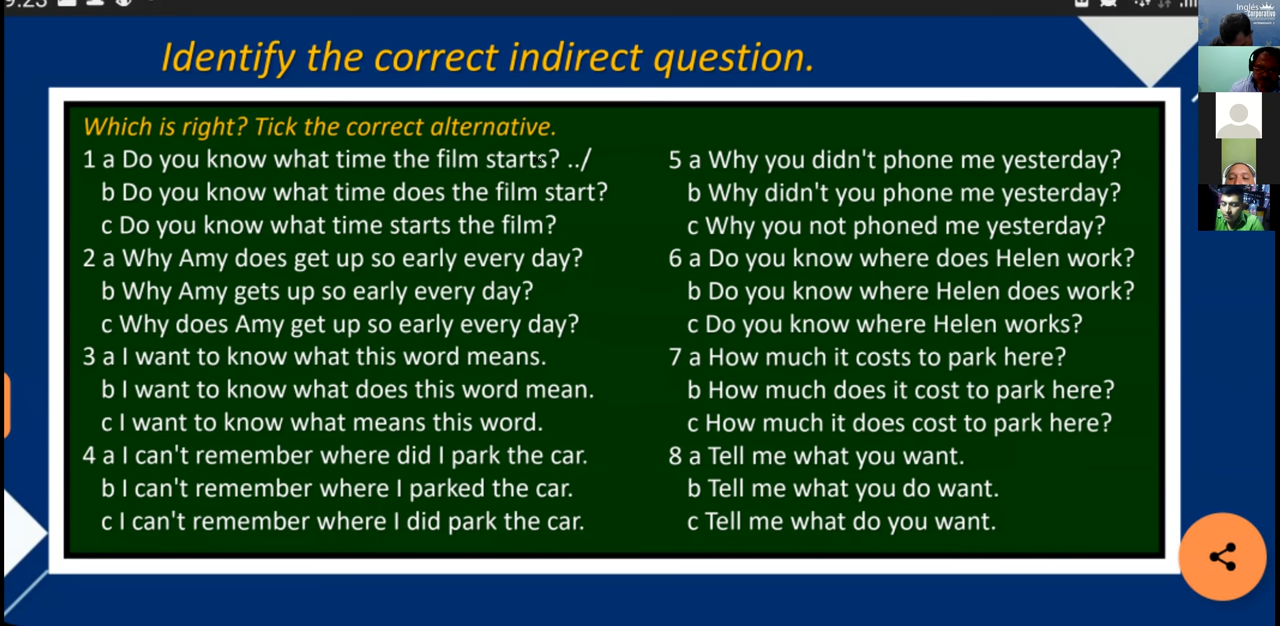 9:23
Inglés
Corporative
Identify the correct indirect question.
Which is right? Tick the correct alternative.
1 a Do you know what time the film starts? ../
b Do you know what time does the film start?
c Do you know what time starts the film?
2 a Why Amy does get up so early every day?
b Why Amy gets up so early every day?
c Why does Amy get up so early every day?
3 a I want to know what this word means.
b I want to know what does this word mean.
c I want to know what means this word.
4 a I can't remember where did I park the car.
b I can't remember where I parked the car.
c I can't remember where I did park the car.
5 a Why you didn't phone me yesterday?
b Why didn't you phone me yesterday?
c Why you not phoned me yesterday?
6 a Do you know where does Helen work?
b Do you know where Helen does work?
c Do you know where Helen works?
7 a How much it costs to park here?
b How much does it cost to park here?
c How much it does cost to park here?
8 a Tell me what you want.
b Tell me what you do want.
c Tell me what do you want.